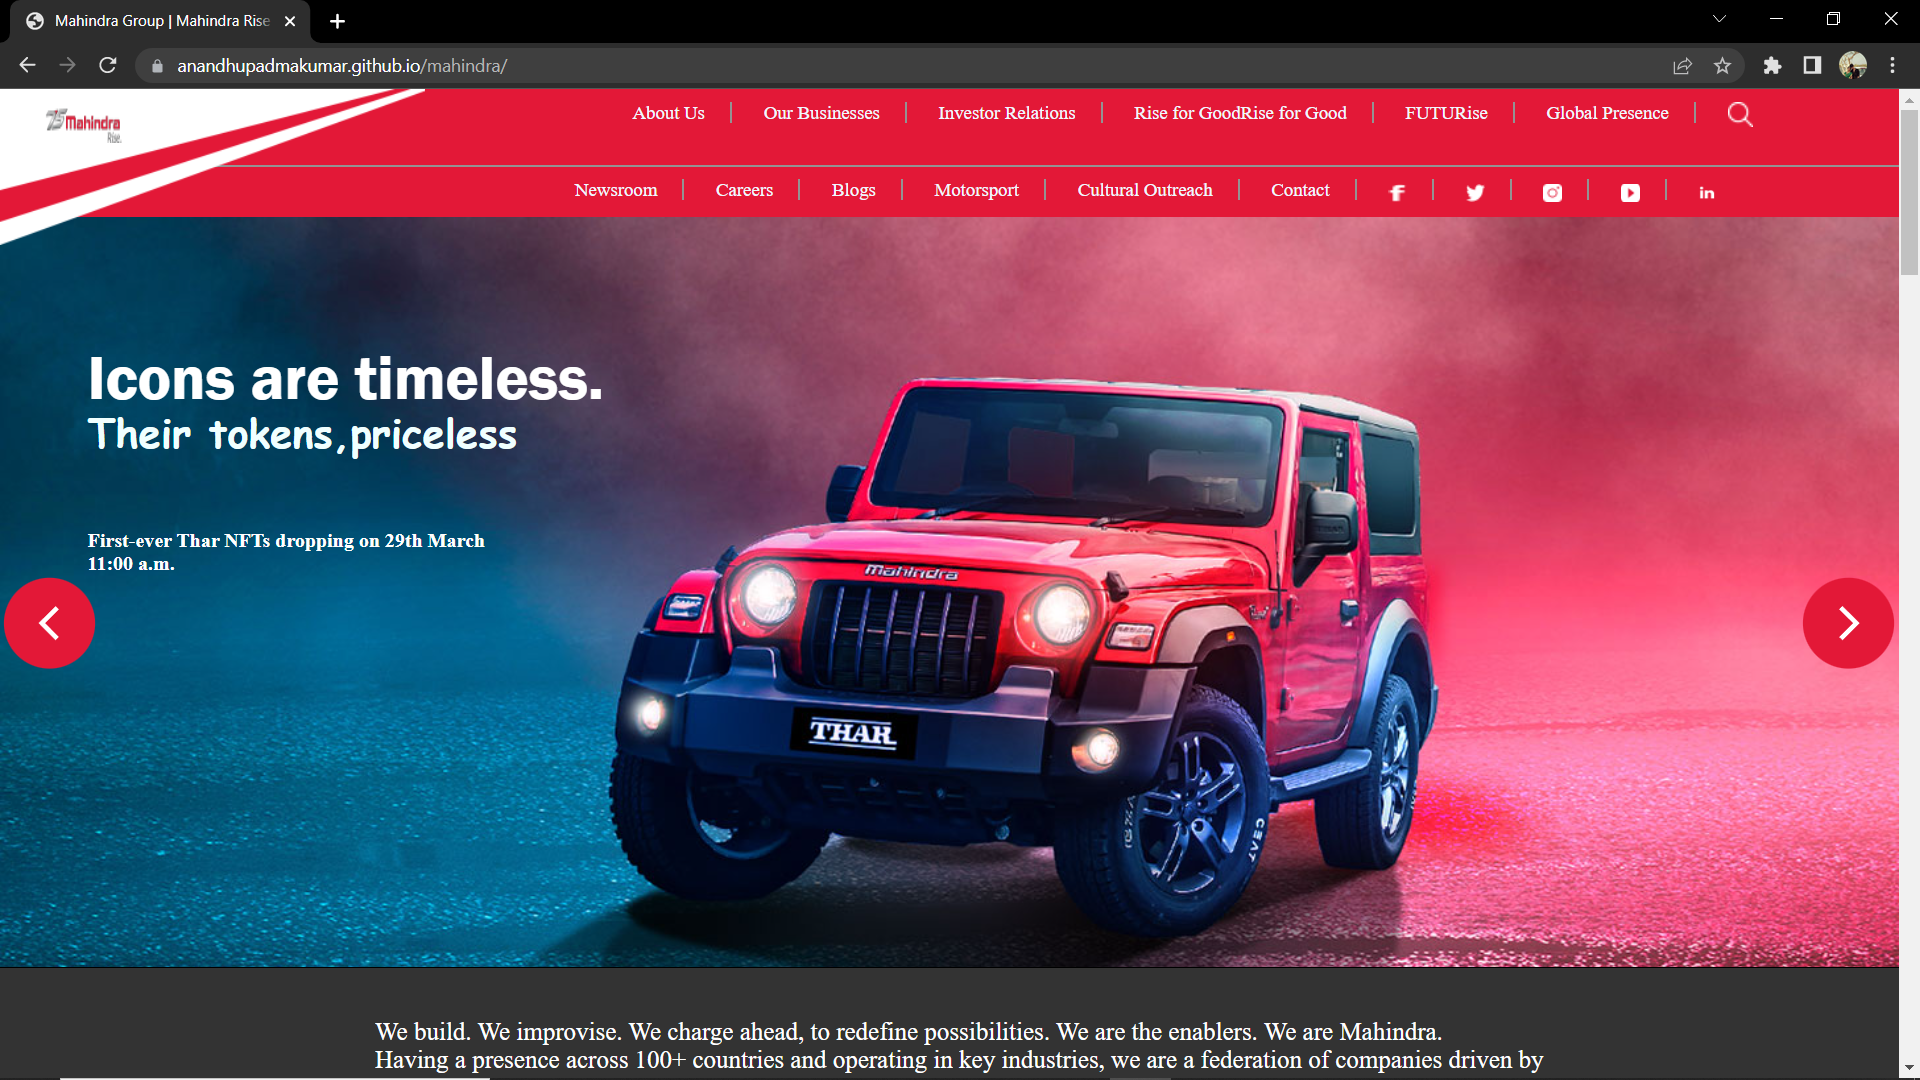 Mahindra Group | Mahindra Rise
anandhupadmakumar.github.io/mahindra/
75 Mahindra
Rise.
About Us
Our Businesses
Investor Relations
Rise for GoodRise for Good
FUTURise
Global Presence
Newsroom
Careers
Blogs
Motorsport
Cultural Outreach
Contact
Icons are timeless.
Their tokens,priceless
First-ever Thar NFTs dropping on 29th March
11:00 a.m.
Mahindra
THAR
CEAT
We build. We improvise. We charge ahead, to redefine possibilities. We are the enablers. We are Mahindra.
Having a presence across 100+ countries and operating in key industries, we are a federation of companies driven by